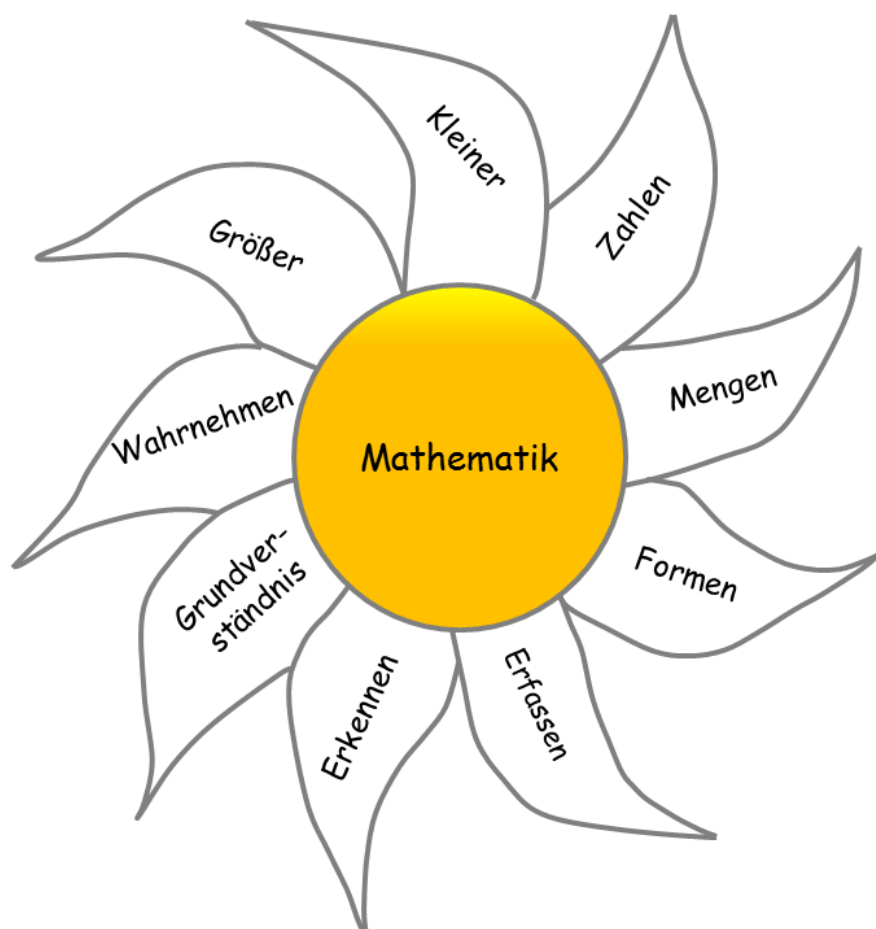 Kleiner
Zahlen
Größer
Mengen
Wahrnehmen
Mathematik
Formen
Grundver-
ständnis
Erfassen
Erkennen